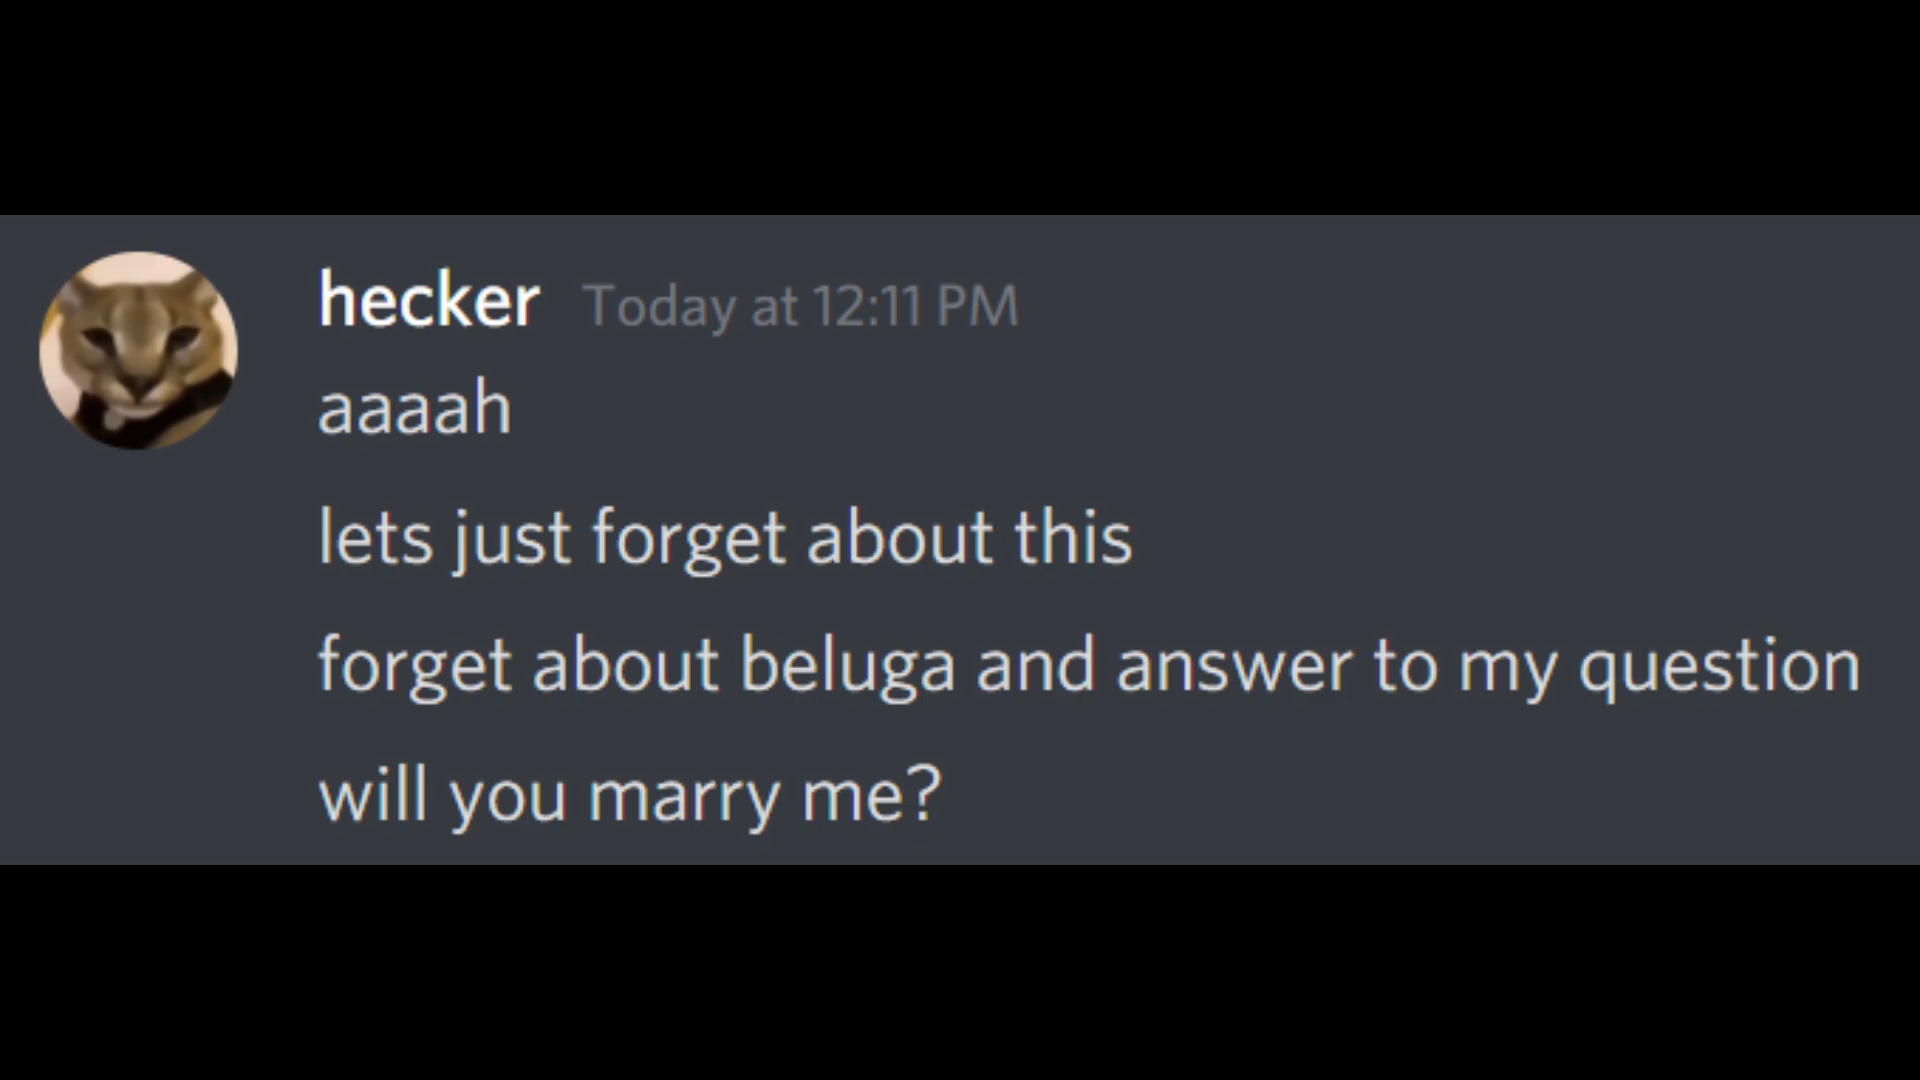 hecker Today at 12:11 PM
aaaah
lets just forget about this
forget about beluga and answer to my question
will you marry me?